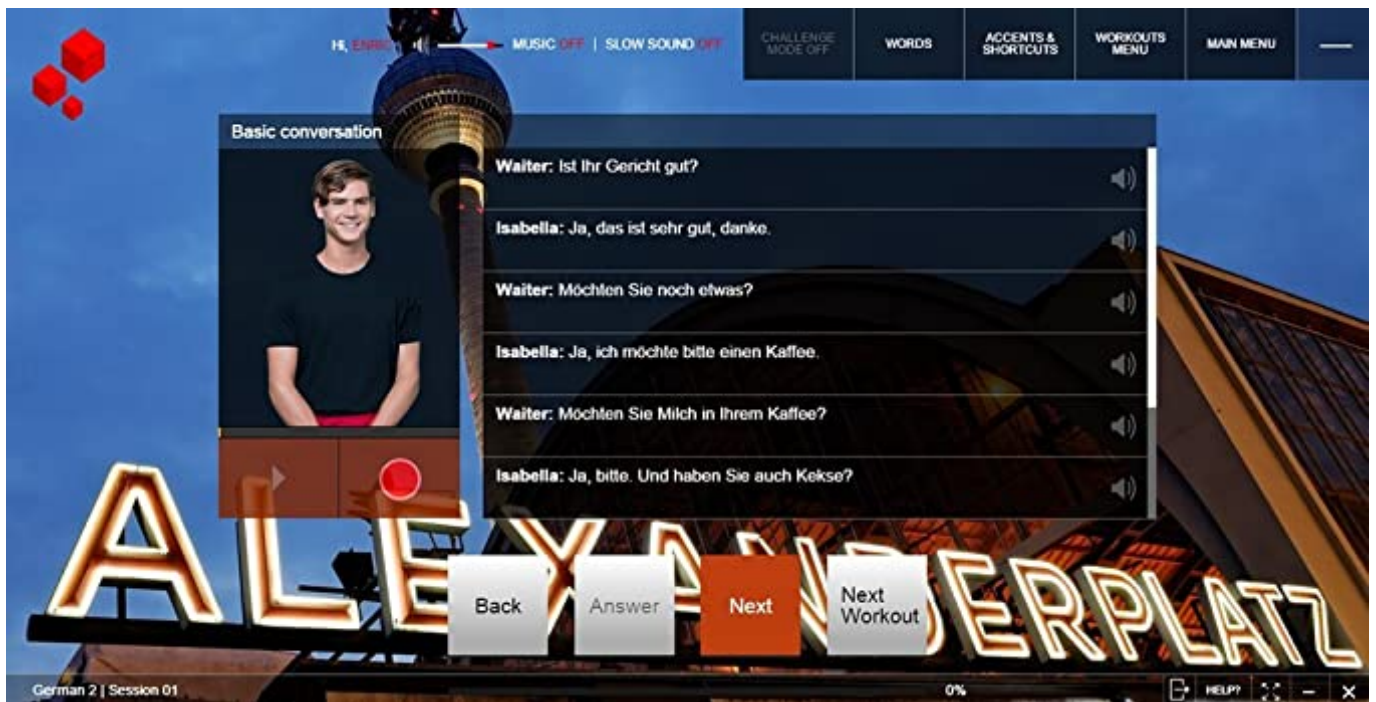 HI, ENRIC MUSIC OFF | SLOW SOUND OFF
CHALLENGE
MODE OFF
WORDS
ACCENTS &
SHORTCUTS
WORKOUTS
MENU
MAIN MENU
Basic conversation
Waiter: Ist Ihr Gericht gut?
Isabella: Ja, das ist sehr gut, danke.
Waiter: Möchten Sie noch etwas?
Isabella: Ja, ich möchte bitte einen Kaffee.
Waiter: Möchten Sie Milch in Ihrem Kaffee?
Isabella: Ja, bitte. Und haben Sie auch Kekse?
ALEXANDERPLATZ
Back
Answer
Next
Next
Workout
German 2 | Session 01
0%
HELP?